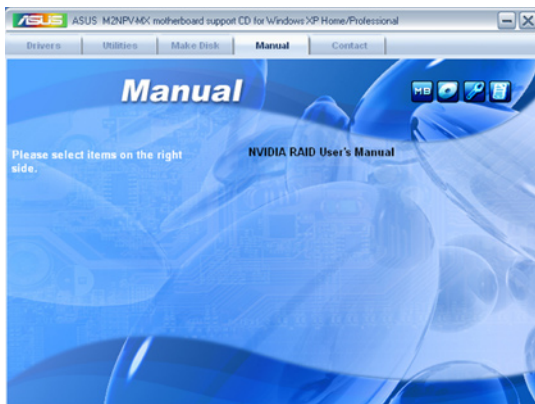 ASUS M2NPV-MX motherboard support CD for Windows XP Home/Professional
Drivers Utilities Make Disk Manual Contact
Manual
MB
Please select items on the right
side.
NVIDIA RAID User's Manual